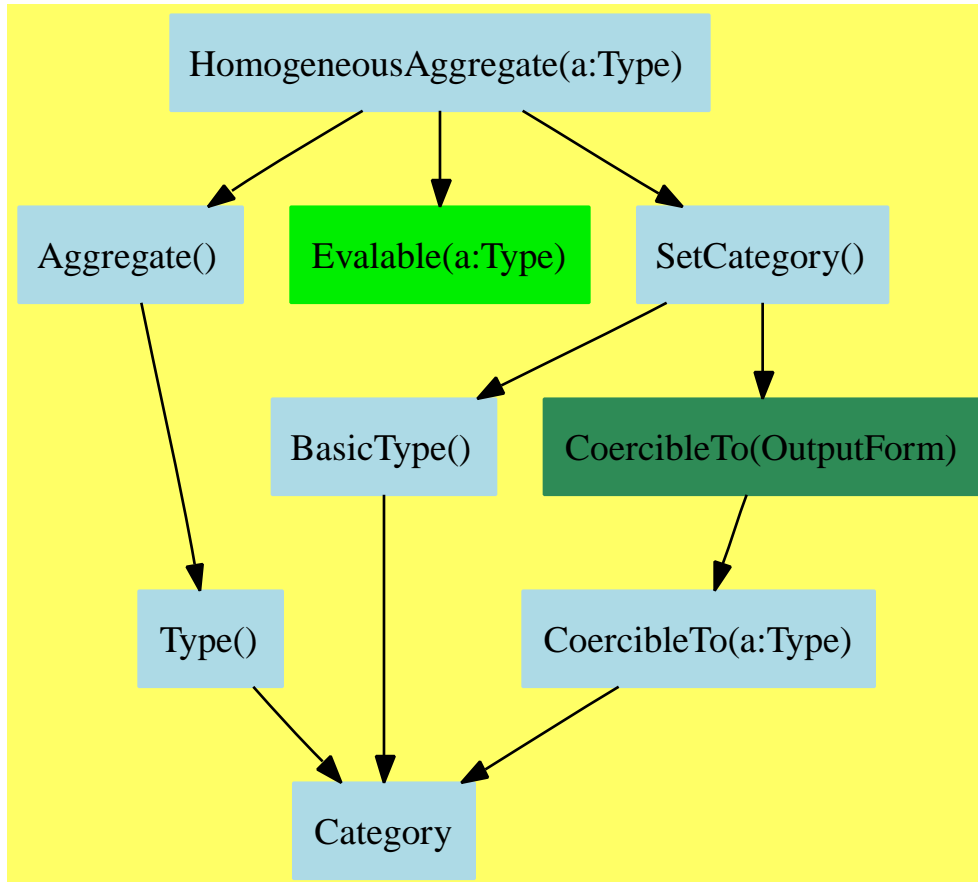 HomogeneousAggregate(a:Type)
Aggregate()
Evalable(a:Type)
SetCategory()
BasicType()
CoercibleTo(OutputForm)
Type()
CoercibleTo(a:Type)
Category